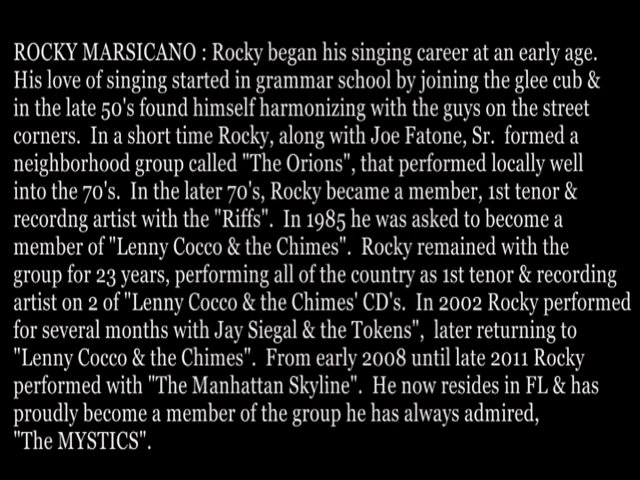 ROCKY MARSICANO : Rocky began his singing career at an early age.
His love of singing started in grammar school by joining the glee cub &
in the late 50's found himself harmonizing with the guys on the street
corners.  In a short time Rocky, along with Joe Fatone, Sr.  formed a
neighborhood group called "The Orions", that performed locally well
into the 70's.  In the later 70's, Rocky became a member, 1st tenor &
recordng artist with the "Riffs".  In 1985 he was asked to become a
member of "Lenny Cocco & the Chimes".  Rocky remained with the
group for 23 years, performing all of the country as 1st tenor & recording
artist on 2 of "Lenny Cocco & the Chimes' CD's.  In 2002 Rocky performed
for several months with Jay Siegal & the Tokens",  later returning to
"Lenny Cocco & the Chimes".  From early 2008 until late 2011 Rocky
performed with "The Manhattan Skyline".  He now resides in FL & has
proudly become a member of the group he has always admired,
"The MYSTICS".